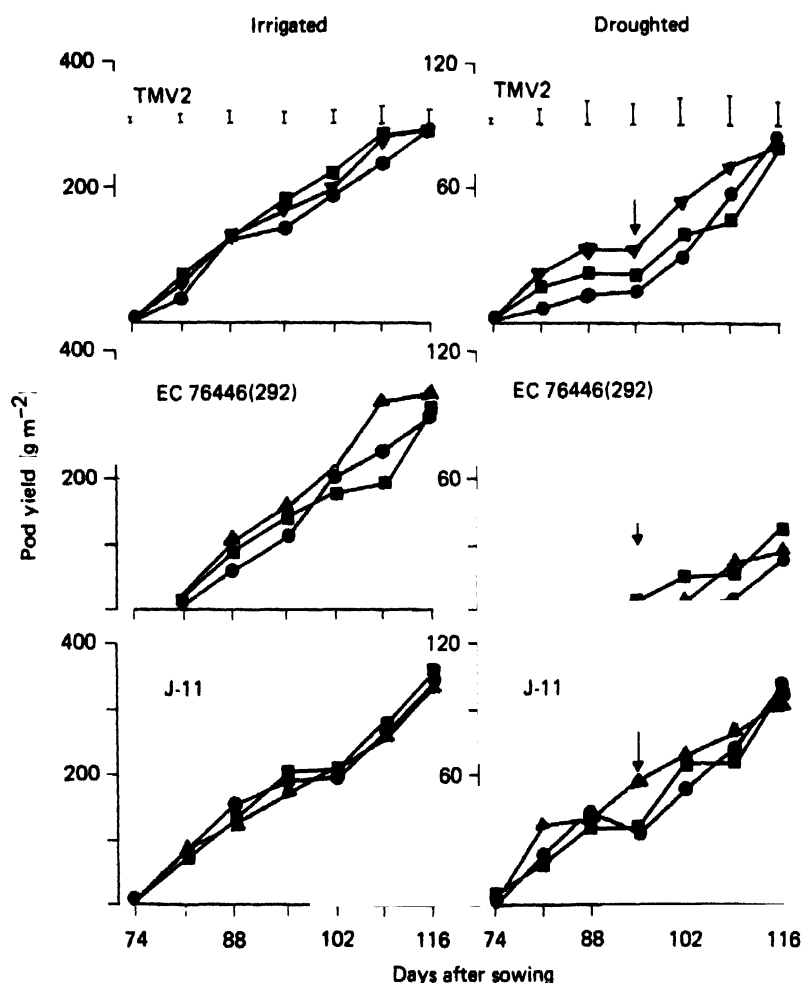 Irrigated Droughted
400 120
TMV2 TMV2
200 60
400 120
EC 76446(292) EC 76446(292)
200 60
Pod yield [g m⁻²]
400 120
J-11 J-11
200 60
74 88 102 116 74 88 102 116
Days after sowing